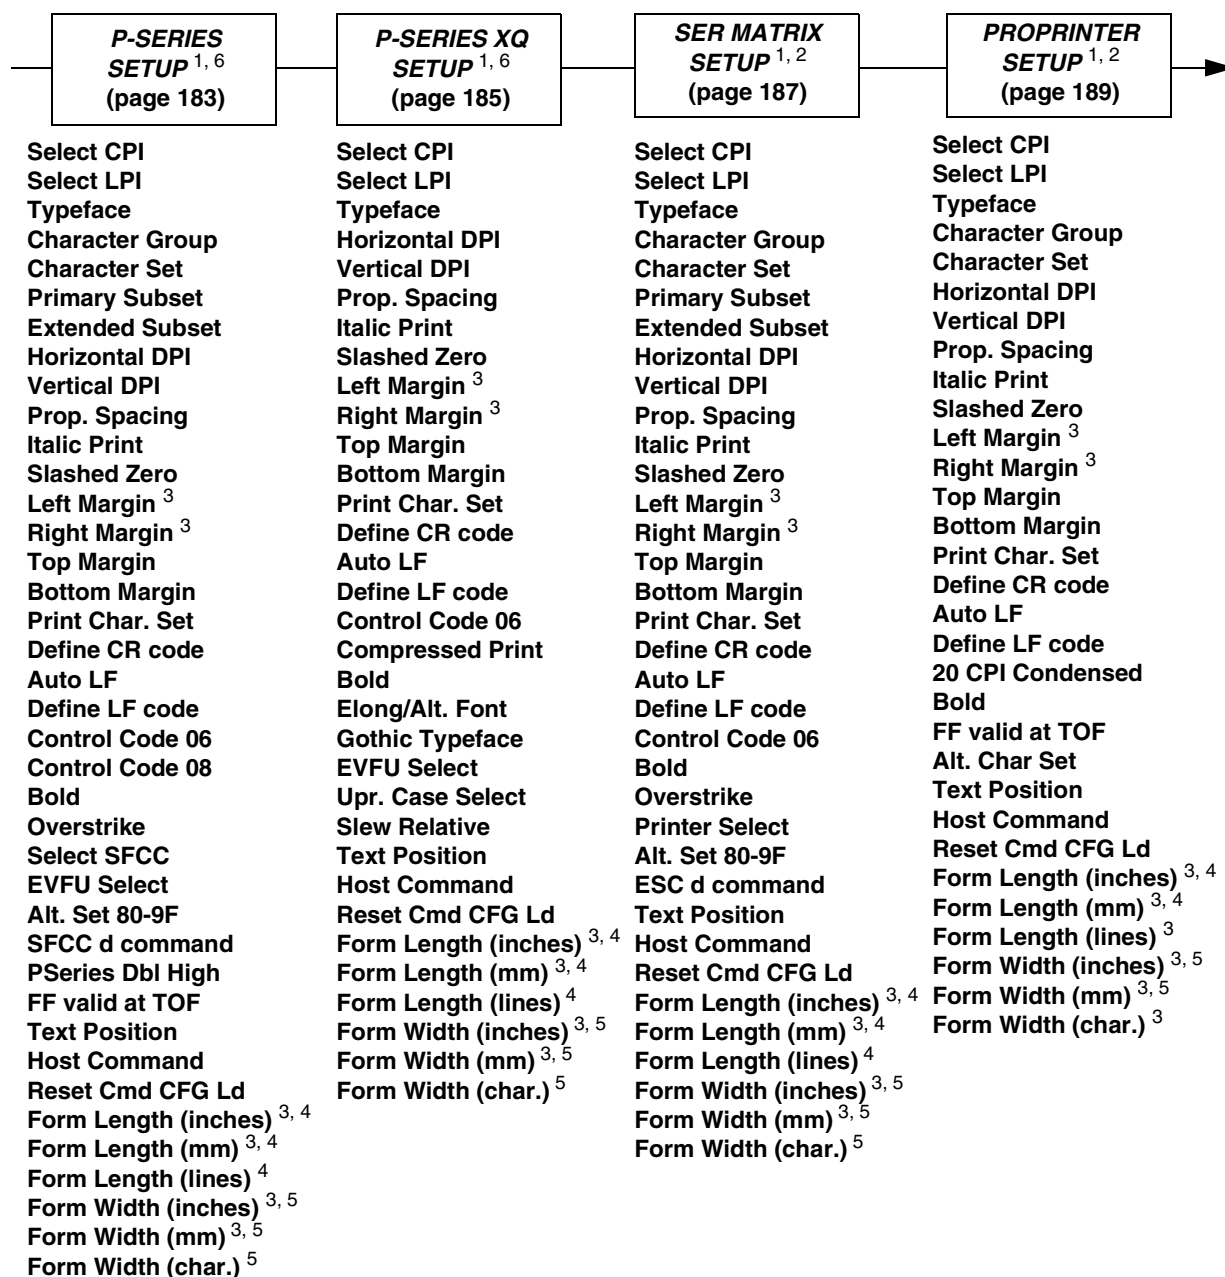 P-SERIES
SETUP 1, 6
(page 183)
Select CPI
Select LPI
Typeface
Character Group
Character Set
Primary Subset
Extended Subset
Horizontal DPI
Vertical DPI
Prop. Spacing
Italic Print
Slashed Zero
Left Margin 3
Right Margin 3
Top Margin
Bottom Margin
Print Char. Set
Define CR code
Auto LF
Define LF code
Control Code 06
Control Code 08
Bold
Overstrike
Select SFCC
EVFU Select
Alt. Set 80-9F
SFCC d command
PSeries Dbl High
FF valid at TOF
Text Position
Host Command
Reset Cmd CFG Ld
Form Length (inches) 3, 4
Form Length (mm) 3, 4
Form Length (lines) 4
Form Width (inches) 3, 5
Form Width (mm) 3, 5
Form Width (char.) 5
P-SERIES XQ
SETUP 1, 6
(page 185)
Select CPI
Select LPI
Typeface
Horizontal DPI
Vertical DPI
Prop. Spacing
Italic Print
Slashed Zero
Left Margin 3
Right Margin 3
Top Margin
Bottom Margin
Print Char. Set
Define CR code
Auto LF
Define LF code
Control Code 06
Compressed Print
Bold
Elong/Alt. Font
Gothic Typeface
EVFU Select
Upr. Case Select
Slew Relative
Text Position
Host Command
Reset Cmd CFG Ld
Form Length (inches) 3, 4
Form Length (mm) 3, 4
Form Length (lines) 4
Form Width (inches) 3, 5
Form Width (mm) 3, 5
Form Width (char.) 5
SER MATRIX
SETUP 1, 2
(page 187)
Select CPI
Select LPI
Typeface
Character Group
Character Set
Primary Subset
Extended Subset
Horizontal DPI
Vertical DPI
Prop. Spacing
Italic Print
Slashed Zero
Left Margin 3
Right Margin 3
Top Margin
Bottom Margin
Print Char. Set
Define CR code
Auto LF
Define LF code
Control Code 06
Bold
Overstrike
Printer Select
Alt. Set 80-9F
ESC d command
Text Position
Host Command
Reset Cmd CFG Ld
Form Length (inches) 3, 4
Form Length (mm) 3, 4
Form Length (lines) 4
Form Width (inches) 3, 5
Form Width (mm) 3, 5
Form Width (char.) 5
PROPRINTER
SETUP 1, 2
(page 189)
Select CPI
Select LPI
Typeface
Character Group
Character Set
Horizontal DPI
Vertical DPI
Prop. Spacing
Italic Print
Slashed Zero
Left Margin 3
Right Margin 3
Top Margin
Bottom Margin
Print Char. Set
Define CR code
Auto LF
Define LF code
20 CPI Condensed
Bold
FF valid at TOF
Alt. Char Set
Text Position
Host Command
Reset Cmd CFG Ld
Form Length (inches) 3, 4
Form Length (mm) 3, 4
Form Length (lines) 3
Form Width (inches) 3, 5
Form Width (mm) 3, 5
Form Width (char.) 3